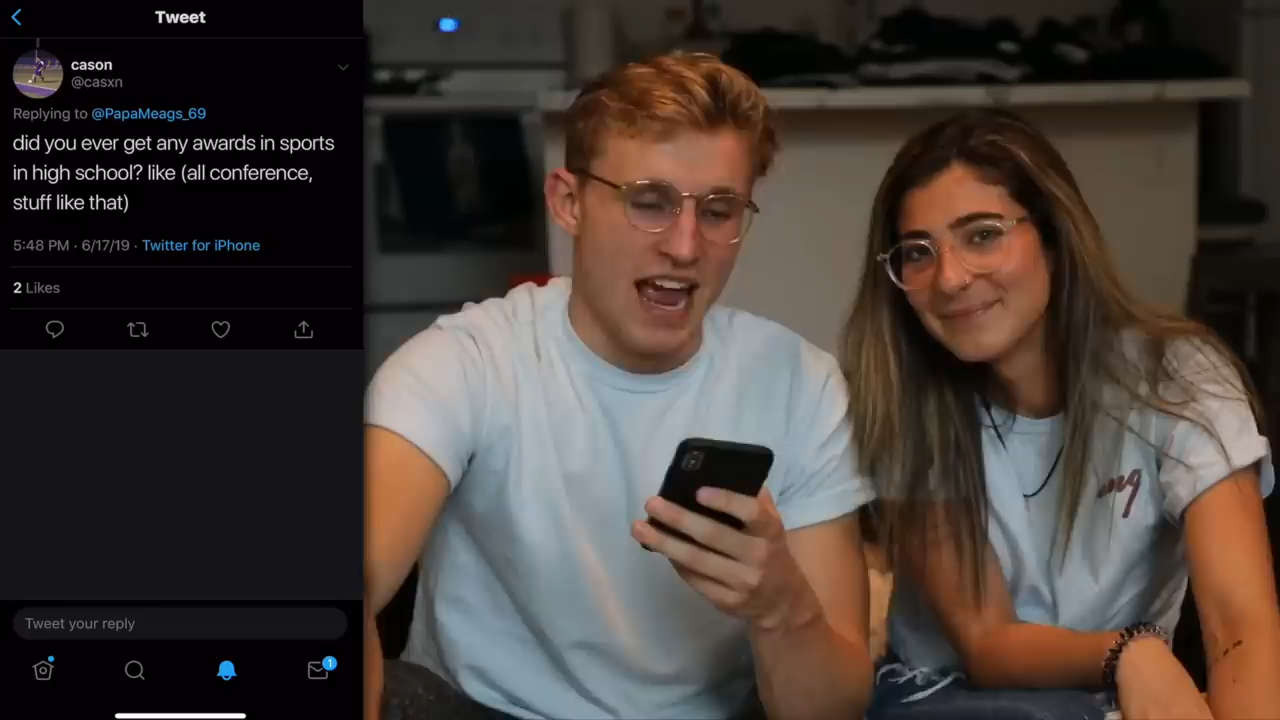 Tweet
cason
@casxn
Replying to @PapaMeags_69
did you ever get any awards in sports
in high school? like (all conference,
stuff like that)
5:48 PM · 6/17/19 · Twitter for iPhone
2 Likes
Tweet your reply
1